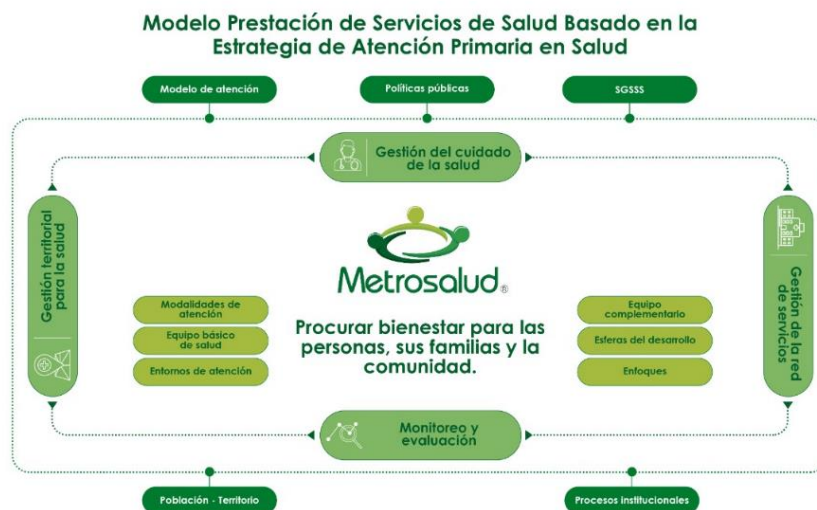 Modelo Prestación de Servicios de Salud Basado en la
Estrategia de Atención Primaria en Salud
Modelo de atención
Políticas públicas
SGSSS
Gestión del cuidado
de la salud
Gestión territorial
para la salud
Gestión de la red
de servicios
Metrosalud®
Modalidades de
atención
Equipo básico
de salud
Entornos de atención
Procurar bienestar para las
personas, sus familias y la
comunidad.
Equipo
complementario
Esferas del desarrollo
Enfoques
Monitoreo y
evaluación
Población - Territorio
Procesos institucionales